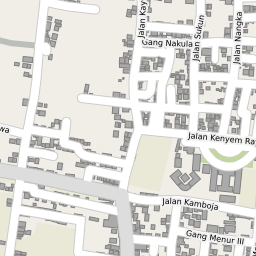 Jalan Kay
Gang Nakula
Jalan Sukun
Jalan Nangka
wa
Jalan Kenyem Ra
Jalan Kamboja
Gang Menur III